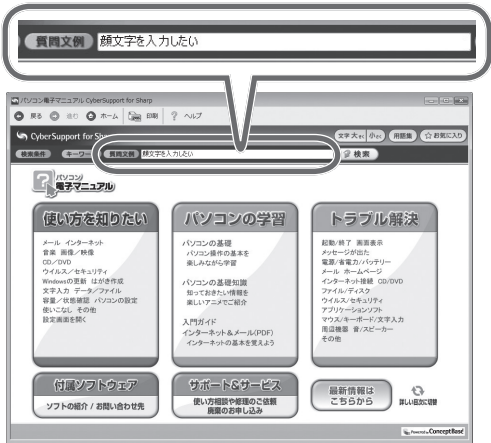 質問文例 顔文字を入力したい
パソコン電子マニュアル CyberSupport for Sharp
戻る 進む ホーム 印刷 ヘルプ
CyberSupport for Sh
文字 大きく 小さく 用語集 お気に入り
検索条件 キーワー 質問文例 顔文字を入力したい 検索
パソコン
電子マニュアル
使い方を知りたい
メール インターネット
音楽 画像/映像
CD/DVD
ウイルス/セキュリティ
Windowsの更新 はがき作成
文字入力 データ/ファイル
容量/状態確認 パソコンの設定
使いこなし その他
設定画面を開く
パソコンの学習
パソコンの基礎
パソコン操作の基本を
楽しみながら学習
パソコンの基礎知識
知っておきたい情報を
楽しいアニメでご紹介
入門ガイド
インターネット&メール(PDF)
インターネットの基本を覚えよう
トラブル解決
起動/終了 画面表示
メッセージが出た
電源/省電力/バッテリー
メール ホームページ
インターネット接続 CD/DVD
ファイル/ディスク
ウイルス/セキュリティ
アプリケーションソフト
マウス/キーボード/文字入力
周辺機器 音/スピーカー
その他
付属ソフトウェア
ソフトの紹介 / お問い合わせ先
サポート&サービス
使い方相談や修理のご依頼
廃棄のお申し込み
最新情報は
こちらから
詳しい目次に切替
Powered by ConceptBase